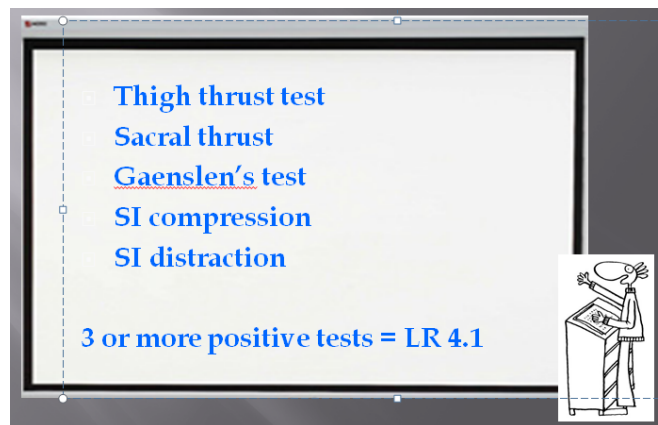 Thigh thrust test
Sacral thrust
Gaenslen's test
SI compression
SI distraction
3 or more positive tests = LR 4.1